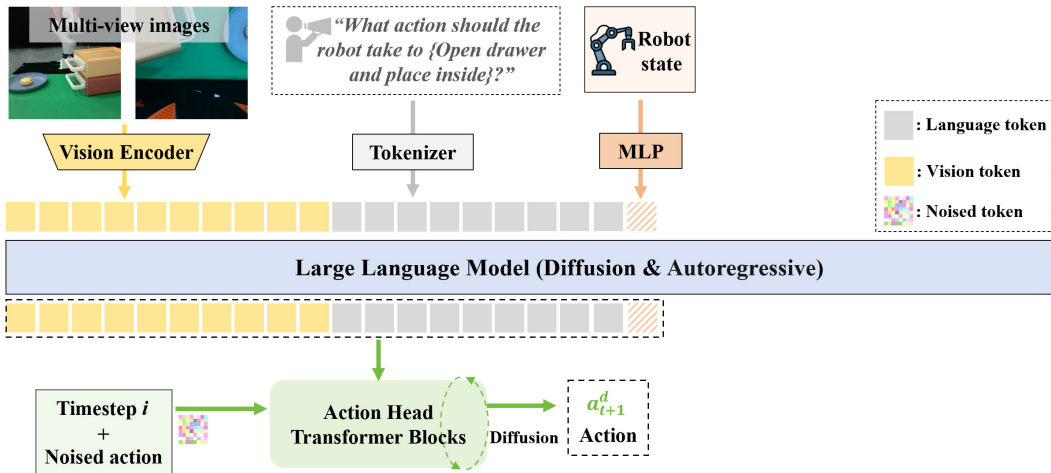 Multi-view images
“What action should the
robot take to {Open drawer
and place inside}?”
Robot
state
Vision Encoder
Tokenizer
MLP
: Language token
: Vision token
: Noised token
Large Language Model (Diffusion & Autoregressive)
Timestep i
+
Noised action
Action Head
Transformer Blocks
Diffusion
a^d_{t+1}
Action